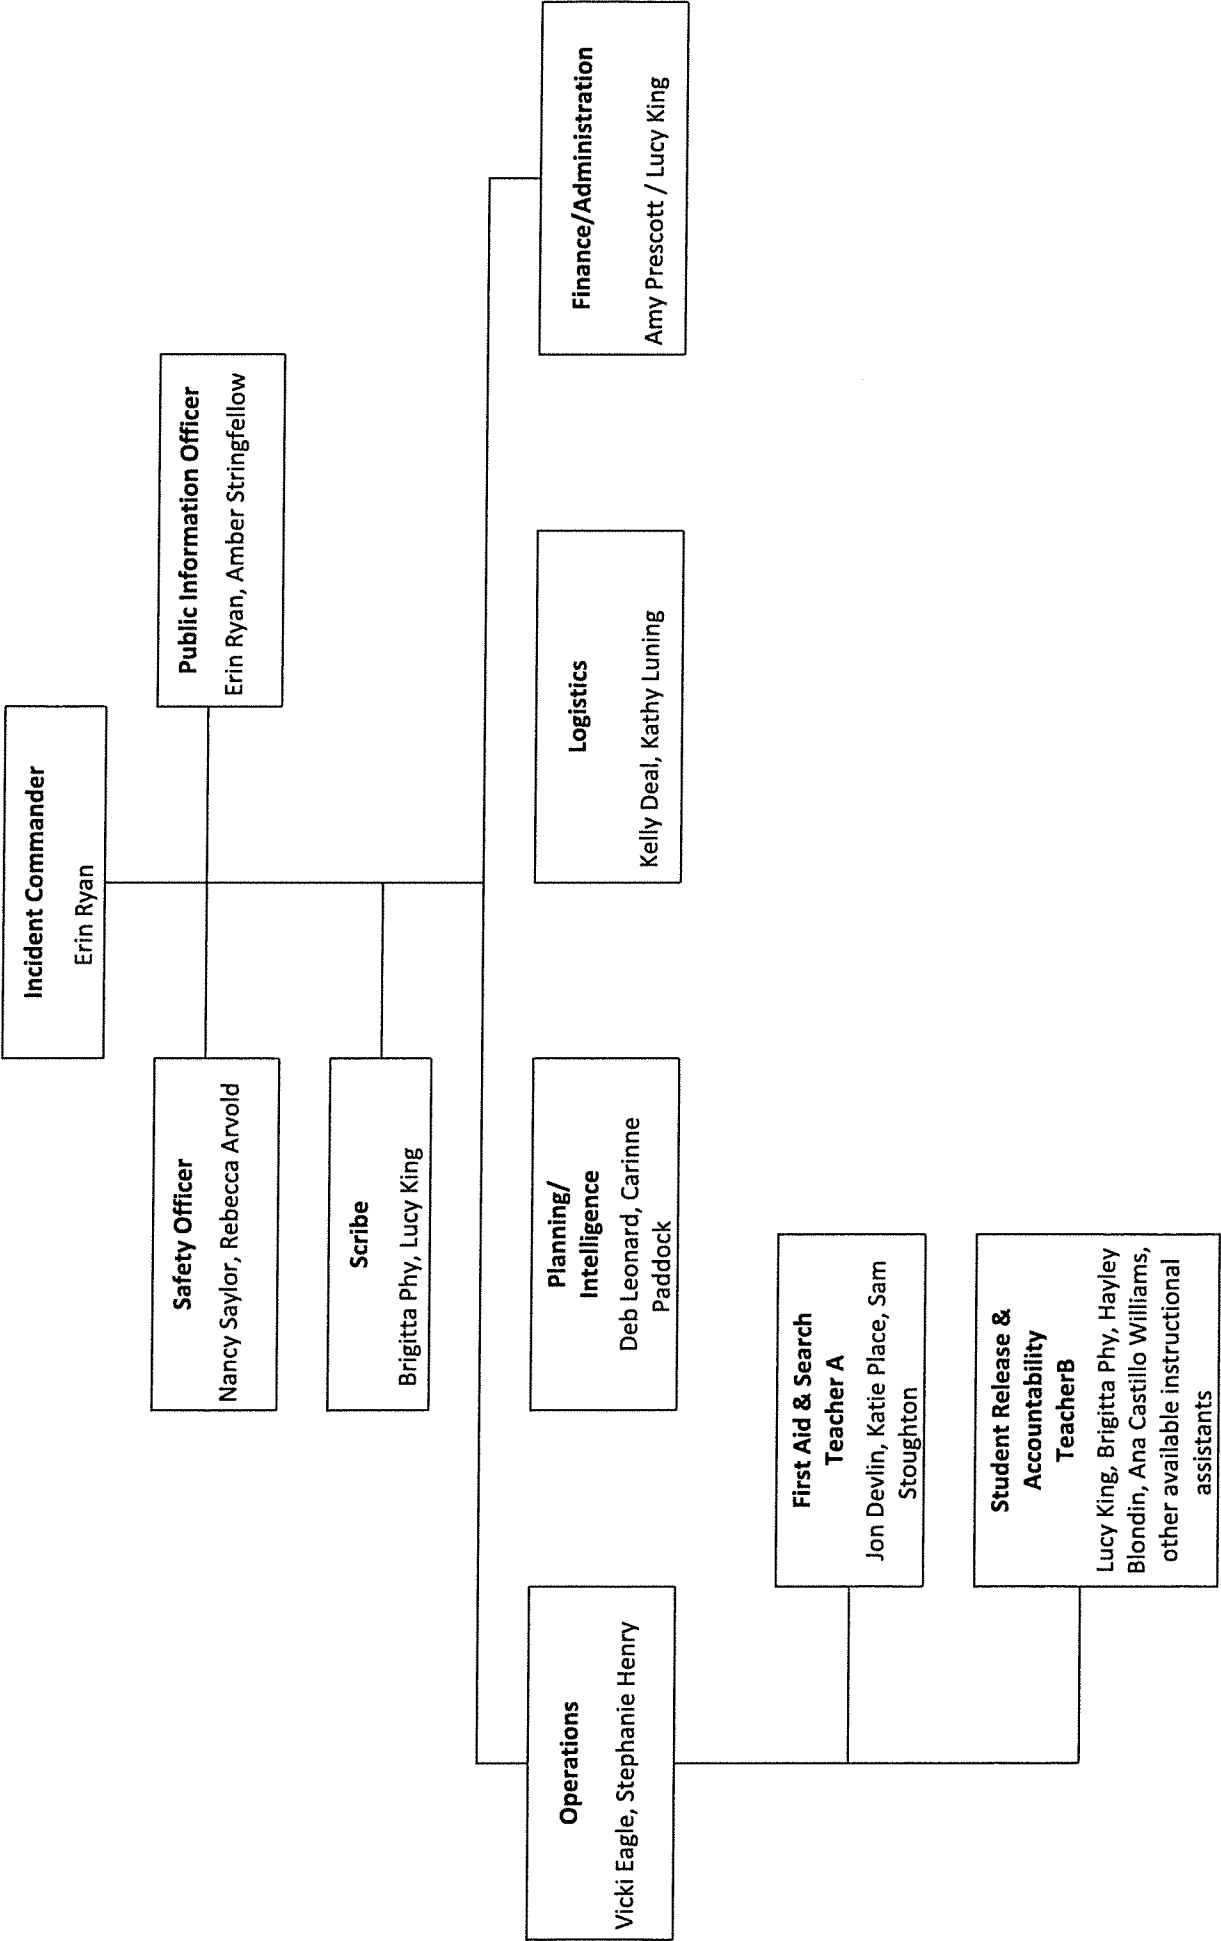 Incident Commander
Erin Ryan
Safety Officer
Nancy Saylor, Rebecca Arvold
Public Information Officer
Erin Ryan, Amber Stringfellow
Scribe
Brigitta Phy, Lucy King
Operations
Vicki Eagle, Stephanie Henry
Planning/
Intelligence
Deb Leonard, Carinne
Paddock
Logistics
Kelly Deal, Kathy Luning
Finance/Administration
Amy Prescott / Lucy King
First Aid & Search
Teacher A
Jon Devlin, Katie Place, Sam
Stoughton
Student Release &
Accountability
TeacherB
Lucy King, Brigitta Phy, Hayley
Blondin, Ana Castillo Williams,
other available instructional
assistants